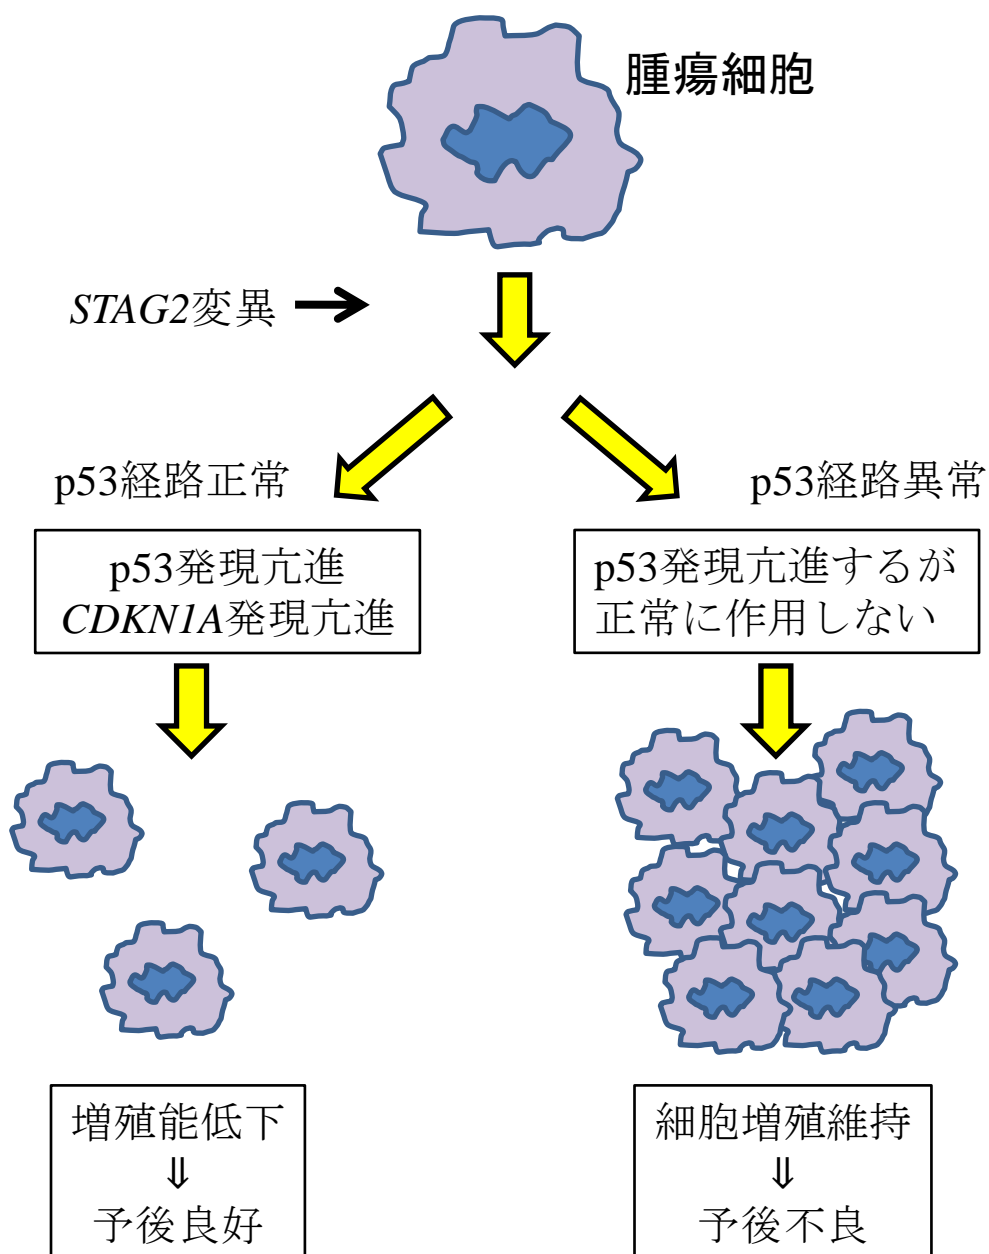 腫瘍細胞
STAG2変異
p53経路正常
p53経路異常
p53発現亢進
CDKN1A発現亢進
p53発現亢進するが
正常に作用しない
増殖能低下
⇓
予後良好
細胞増殖維持
⇓
予後不良